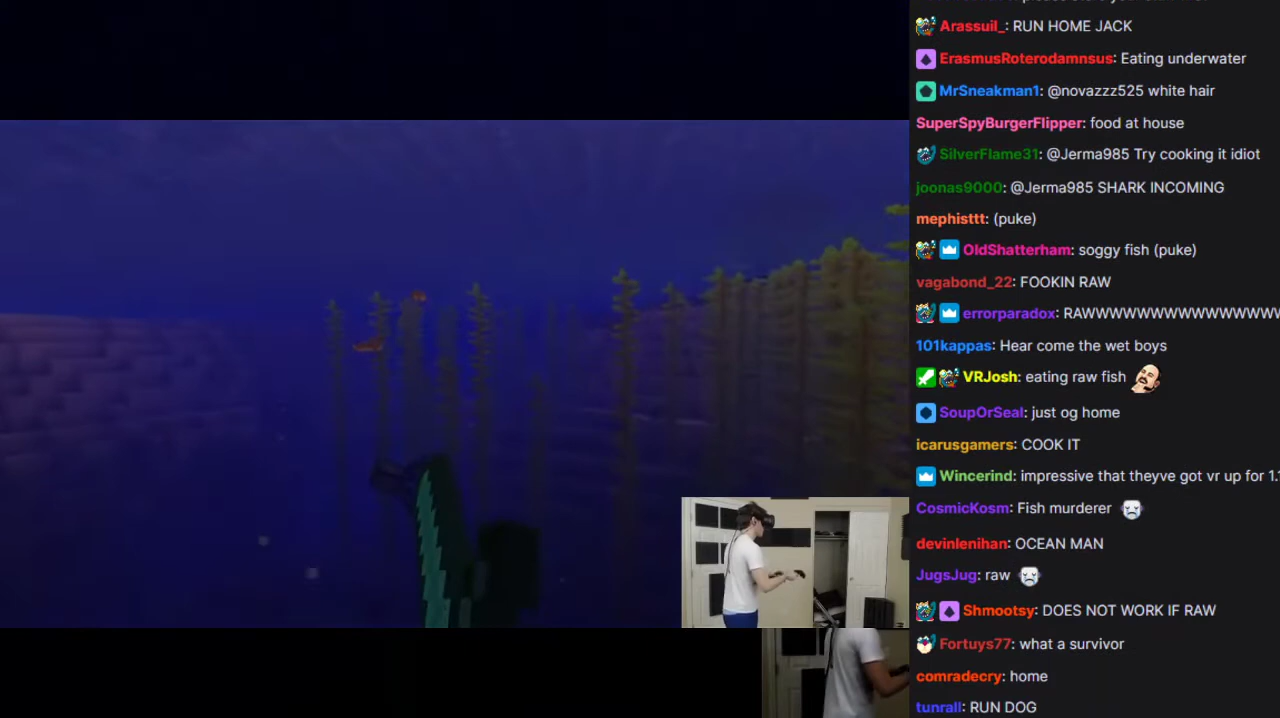 Arassuil_: RUN HOME JACK
ErasmusRoterodamnsus: Eating underwater
MrSneakman1: @novazzz525 white hair
SuperSpyBurgerFlipper: food at house
SilverFlame31: @Jerma985 Try cooking it idiot
joonas9000: @Jerma985 SHARK INCOMING
mephisttt: (puke)
OldShatterham: soggy fish (puke)
vagabond_22: FOOKIN RAW
errorparadox: RAWWWWWWWWWWWWWWW
101kappas: Hear come the wet boys
VRJosh: eating raw fish
SoupOrSeal: just og home
icarusgamers: COOK IT
Wincerind: impressive that theyve got vr up for 1.1
CosmicKosm: Fish murderer
devinlenihan: OCEAN MAN
JugsJug: raw
Shmootsy: DOES NOT WORK IF RAW
Fortuys77: what a survivor
comradecry: home
tunrall: RUN DOG